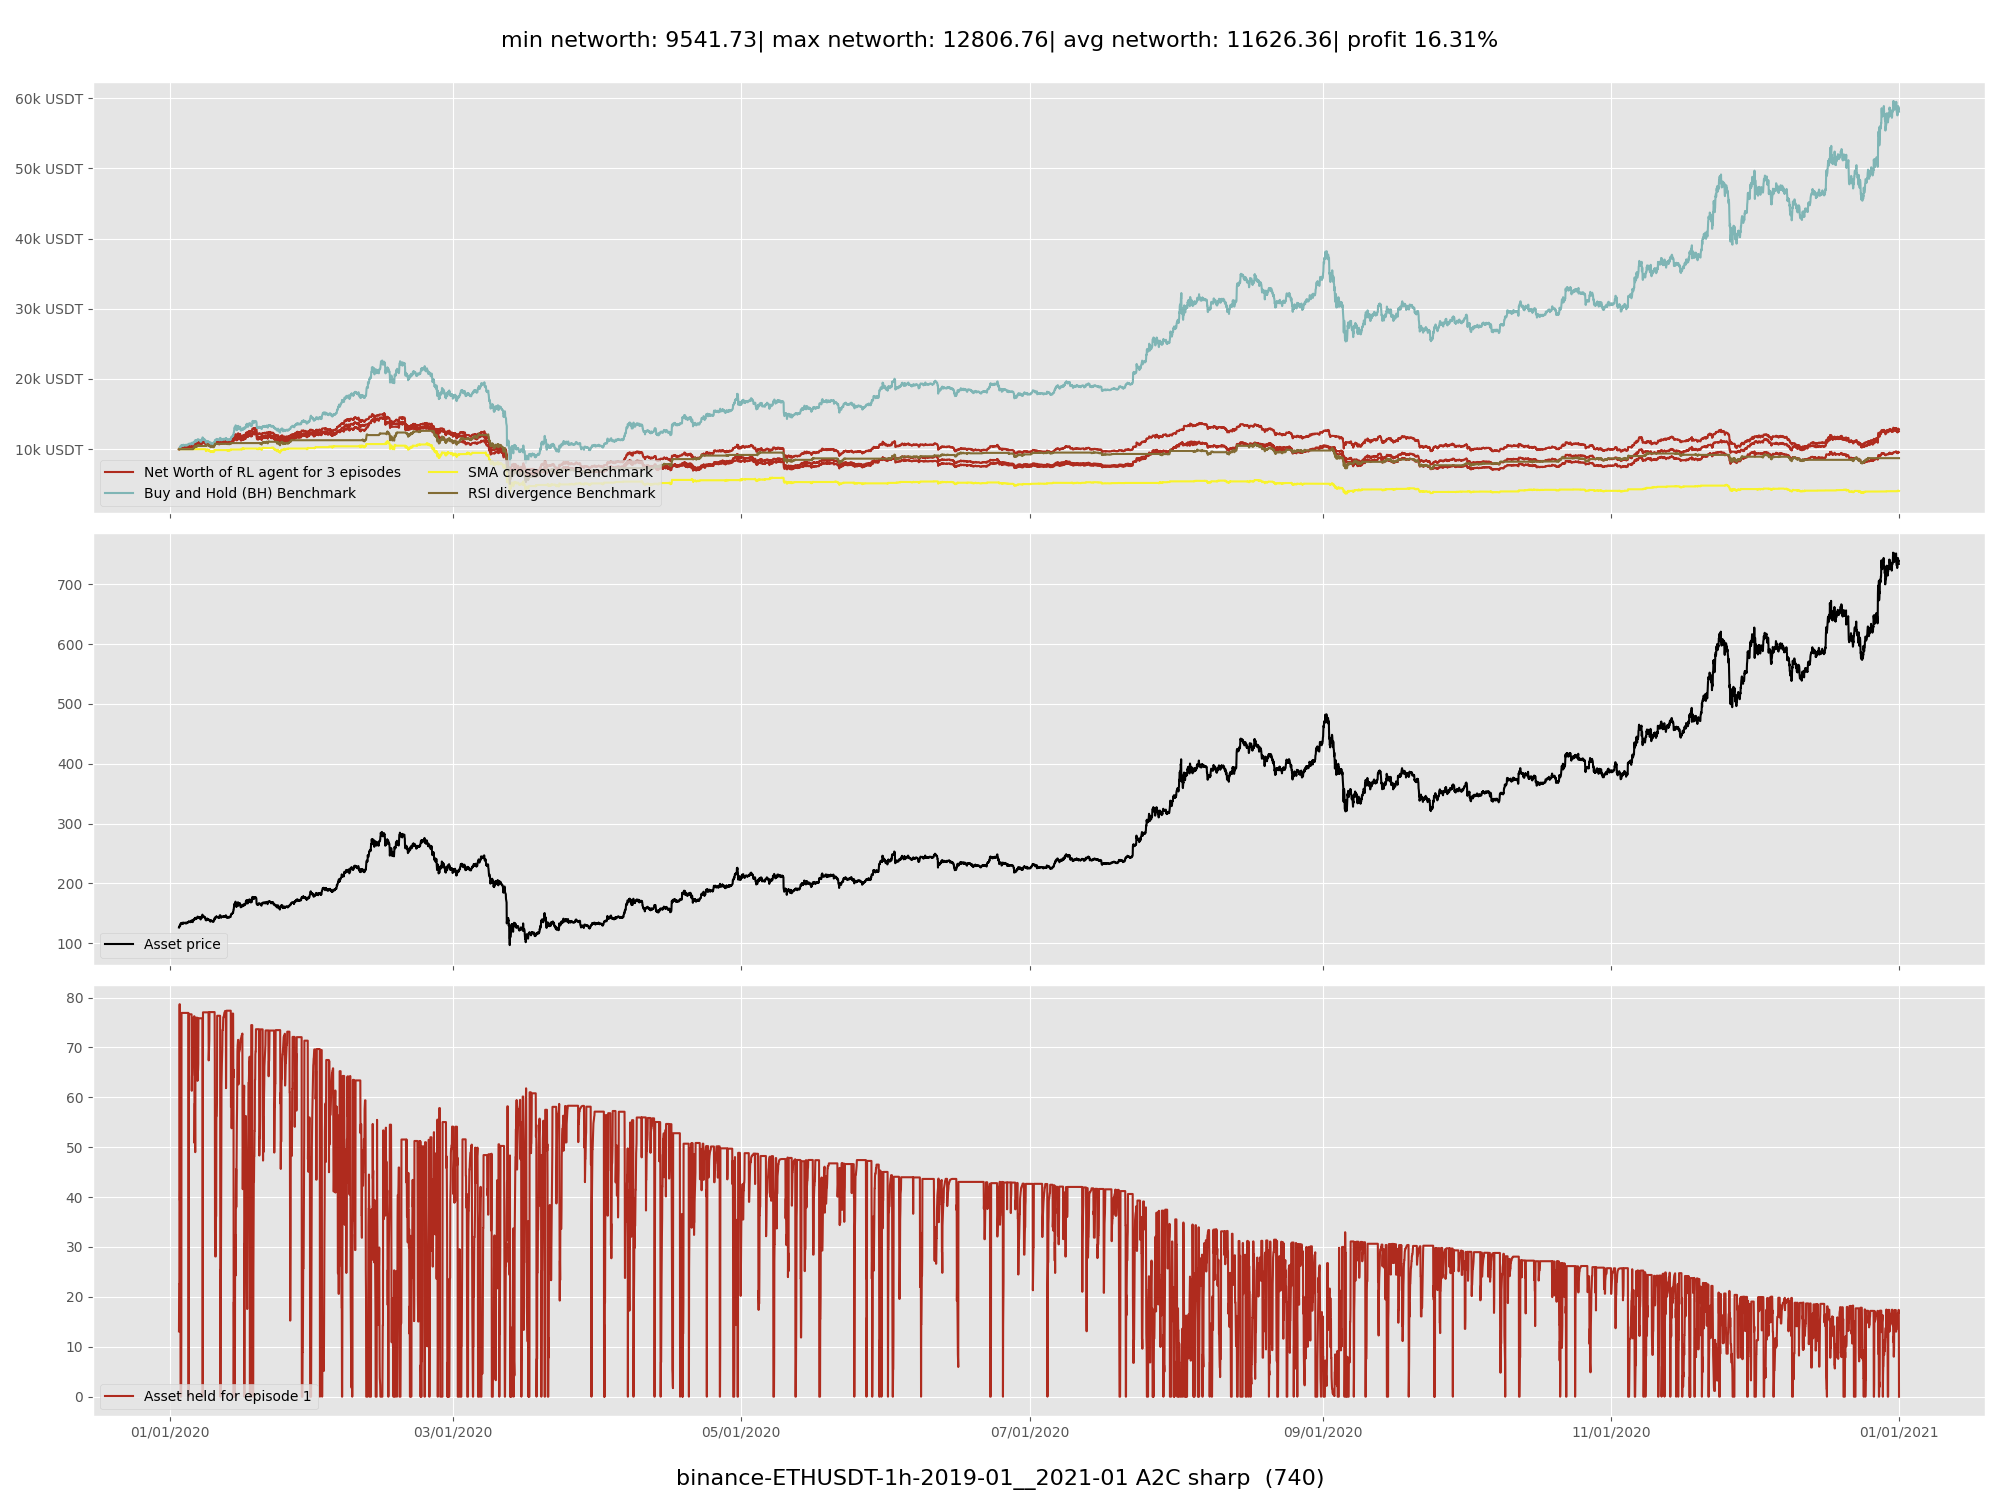 min networth: 9541.73| max networth: 12806.76| avg networth: 11626.36| profit 16.31%
60k USDT
50k USDT
40k USDT
30k USDT
20k USDT
10k USDT
Net Worth of RL agent for 3 episodes
Buy and Hold (BH) Benchmark
SMA crossover Benchmark
RSI divergence Benchmark
700
600
500
400
300
200
100
Asset price
80
70
60
50
40
30
20
10
0
Asset held for episode 1
01/01/2020
03/01/2020
05/01/2020
07/01/2020
09/01/2020
11/01/2020
01/01/2021
binance-ETHUSDT-1h-2019-01__2021-01 A2C sharp (740)